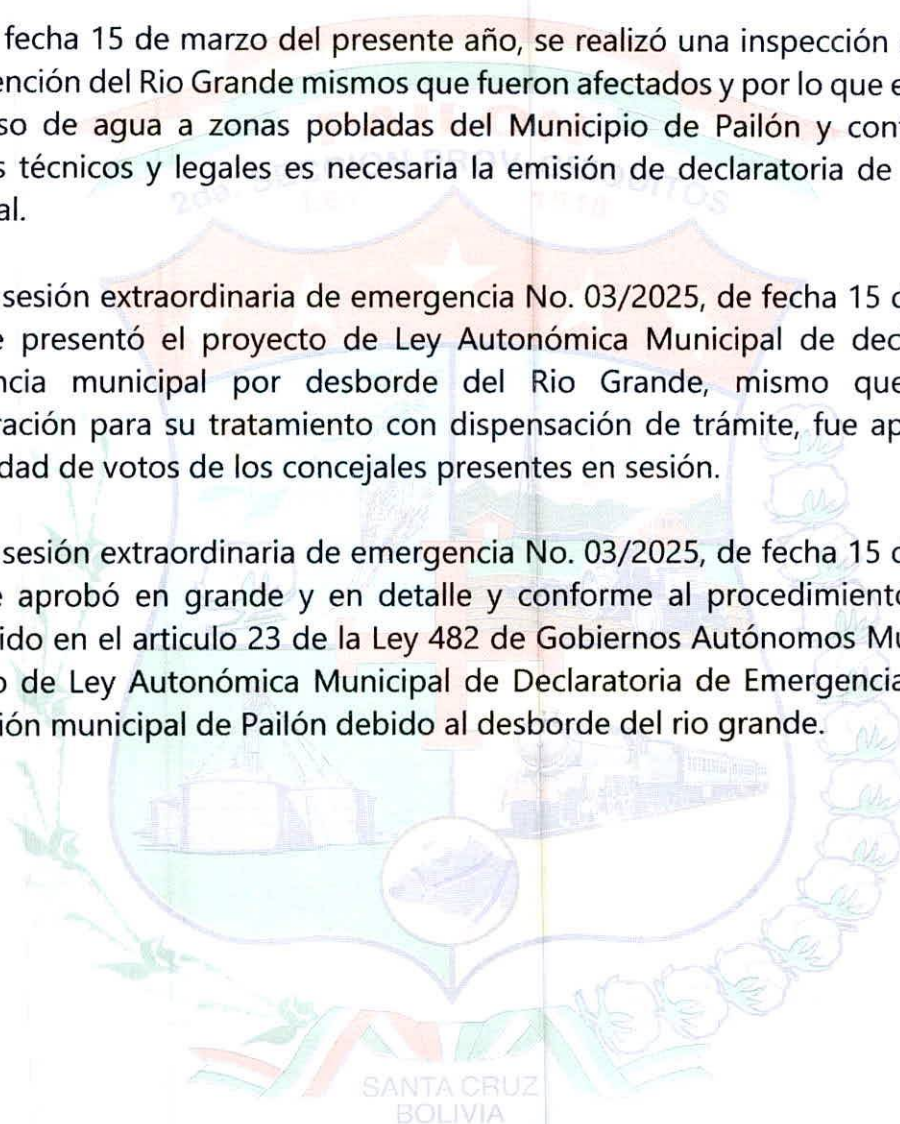 fecha 15 de marzo del presente año, se realizó una inspección
ención del Rio Grande mismos que fueron afectados y por lo que e
so de agua a zonas pobladas del Municipio de Pailón y con
s técnicos y legales es necesaria la emisión de declaratoria de
al.
sesión extraordinaria de emergencia No. 03/2025, de fecha 15 d
e presentó el proyecto de Ley Autonómica Municipal de dec
ncia municipal por desborde del Rio Grande, mismo que
ración para su tratamiento con dispensación de trámite, fue ap
dad de votos de los concejales presentes en sesión.
sesión extraordinaria de emergencia No. 03/2025, de fecha 15 d
e aprobó en grande y en detalle y conforme al procedimiento
ido en el articulo 23 de la Ley 482 de Gobiernos Autónomos Mu
o de Ley Autonómica Municipal de Declaratoria de Emergencia
ión municipal de Pailón debido al desborde del rio grande.
SANTA CRUZ
BOLIVIA